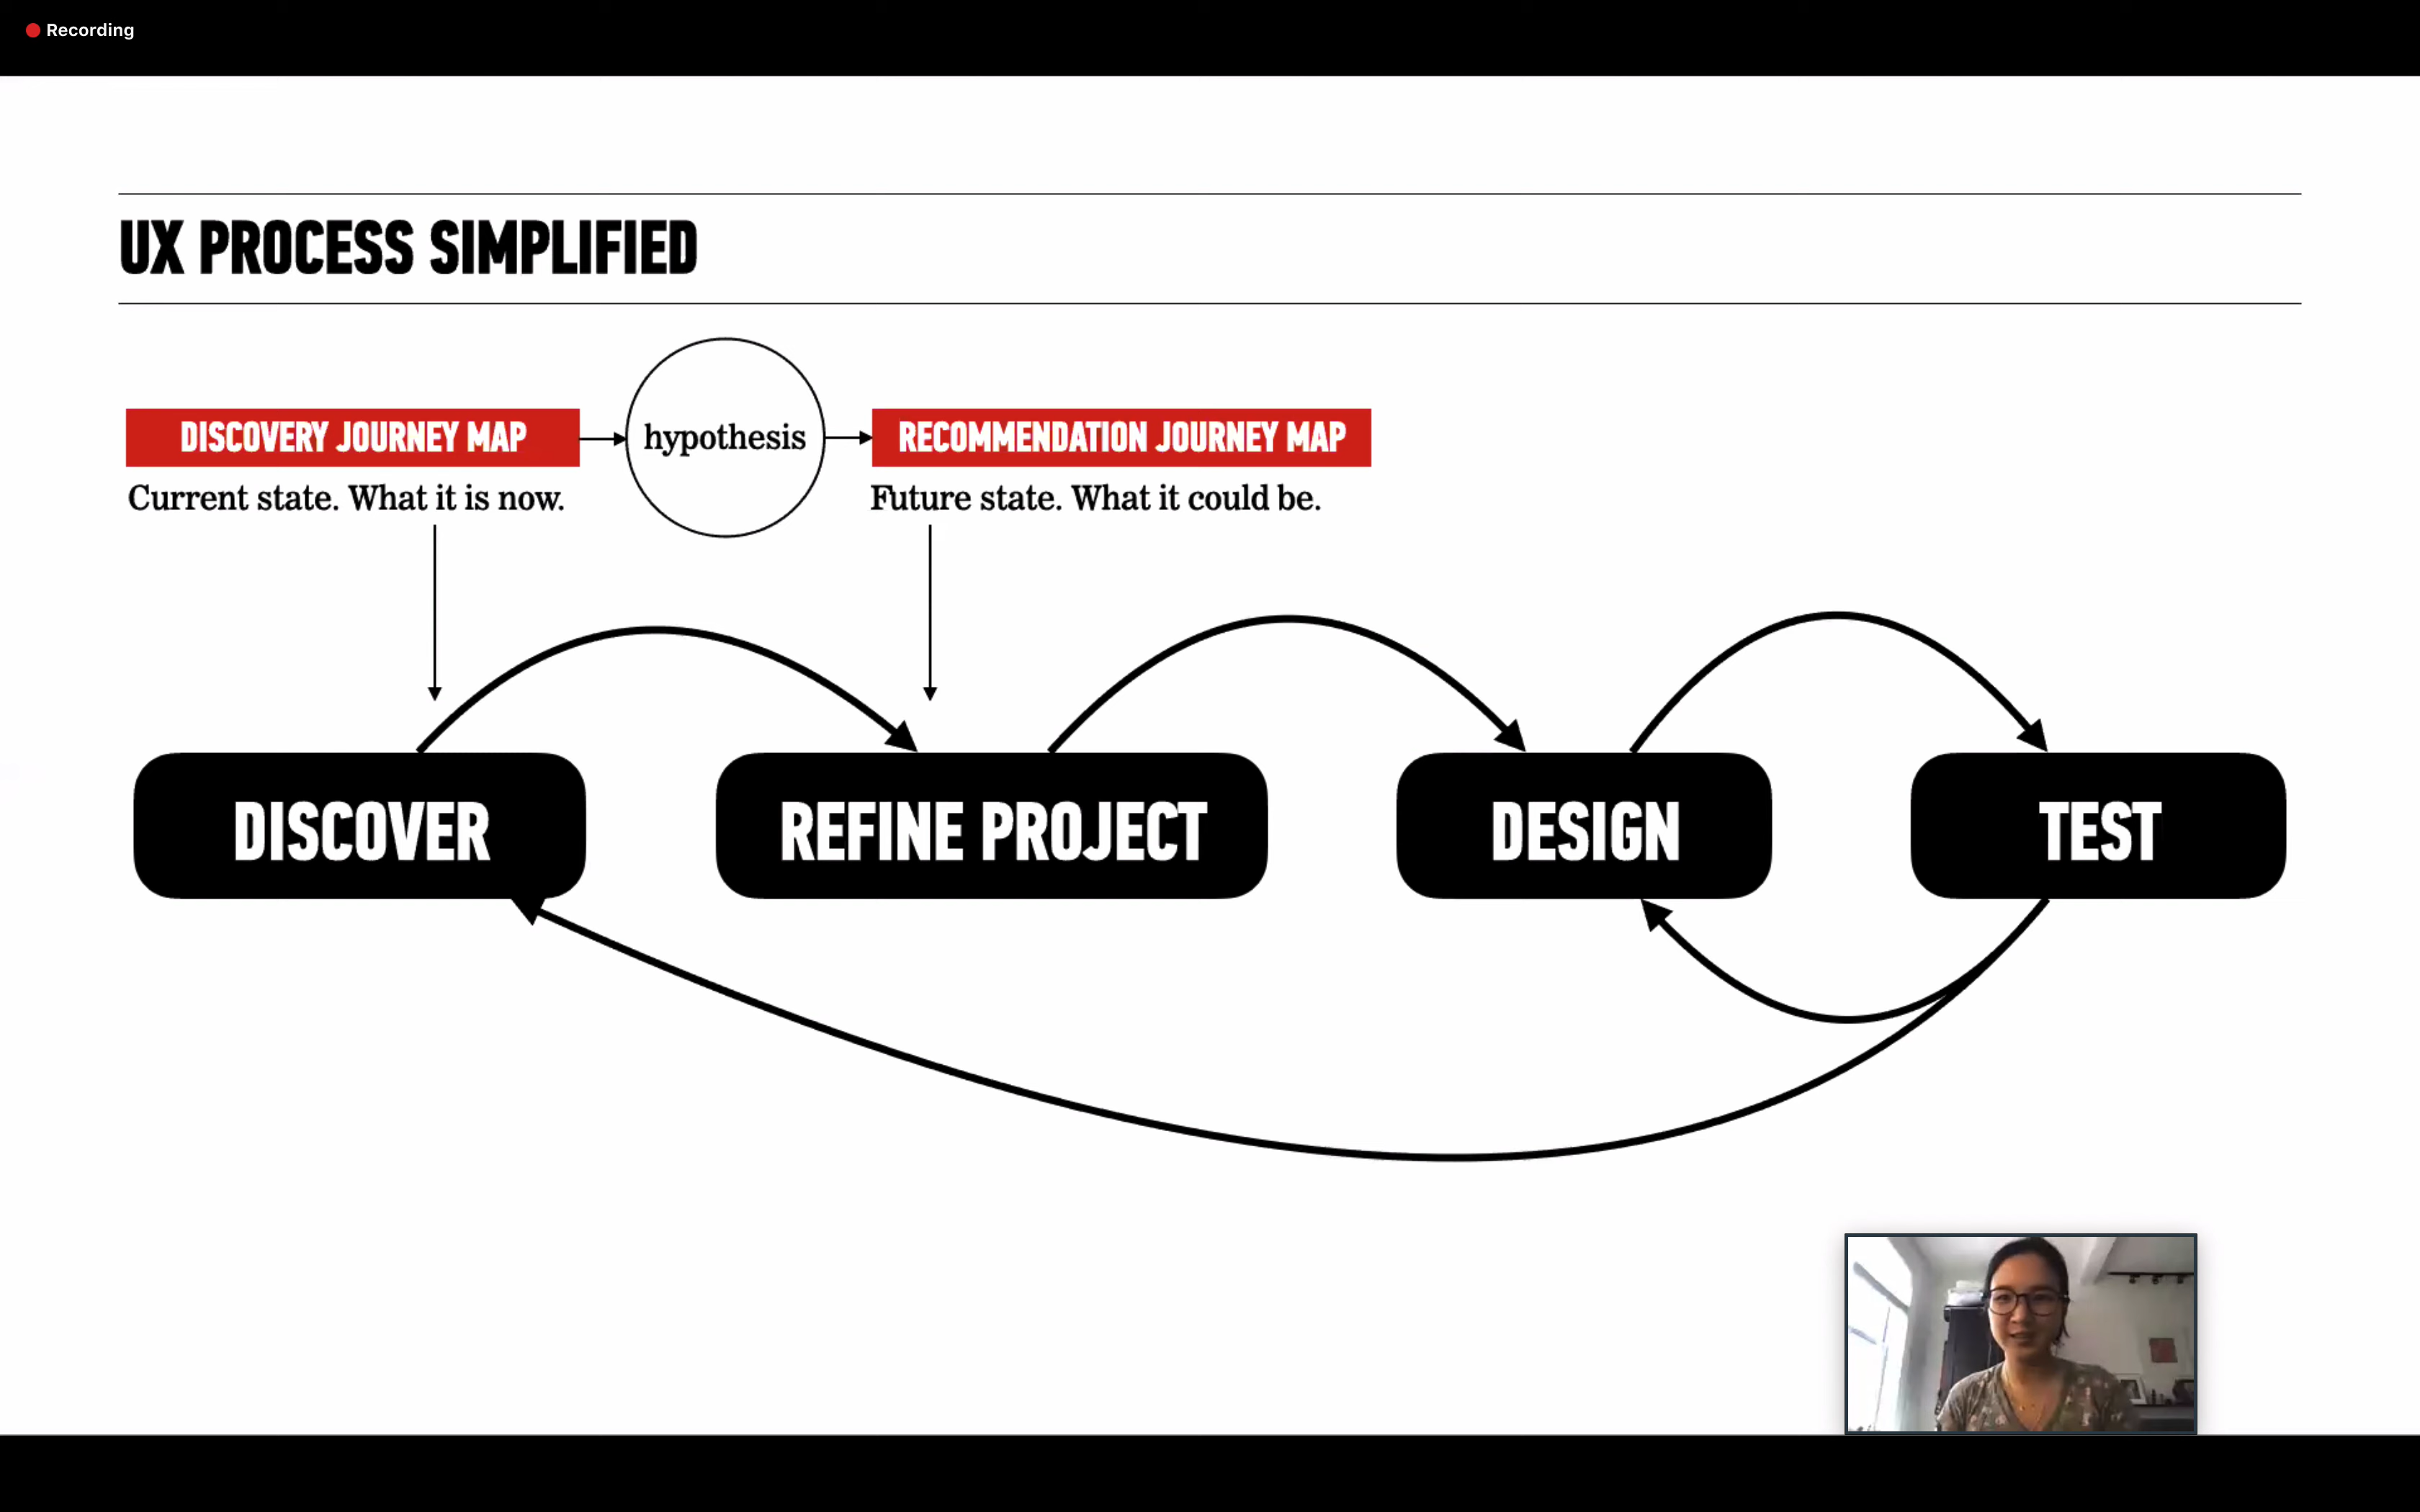 Recording
UX PROCESS SIMPLIFIED
DISCOVERY JOURNEY MAP
hypothesis
RECOMMENDATION JOURNEY MAP
Current state. What it is now.
Future state. What it could be.
DISCOVER
REFINE PROJECT
DESIGN
TEST